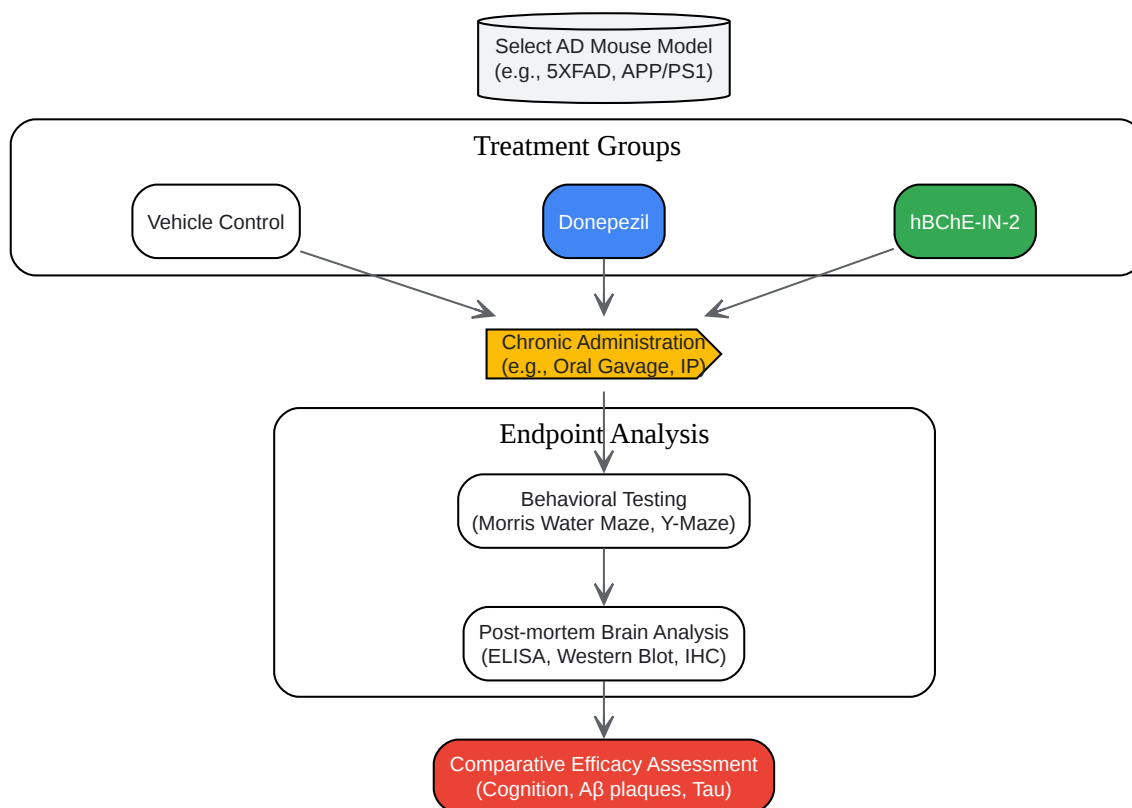 Select AD Mouse Model
(e.g., 5XFAD, APP/PS1)
Treatment Groups
Vehicle Control
Donepezil
hBChE-IN-2
Chronic Administration
(e.g., Oral Gavage, IP)
Endpoint Analysis
Behavioral Testing
(Morris Water Maze, Y-Maze)
Post-mortem Brain Analysis
(ELISA, Western Blot, IHC)
Comparative Efficacy Assessment
(Cognition, Aβ plaques, Tau)